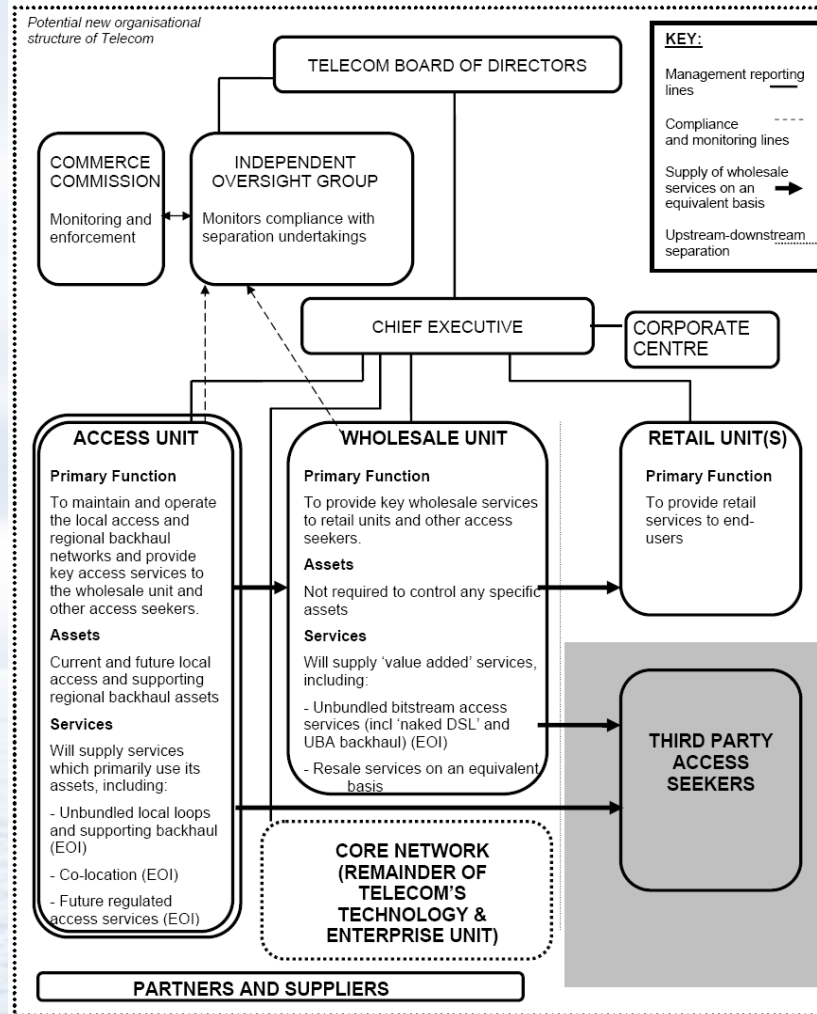 Potential new organisational
structure of Telecom
TELECOM BOARD OF DIRECTORS
KEY:
Management reporting
lines
Compliance
and monitoring lines
Supply of wholesale
services on an
equivalent basis
Upstream-downstream
separation
COMMERCE
COMMISSION
Monitoring and
enforcement
INDEPENDENT
OVERSIGHT GROUP
Monitors compliance with
separation undertakings
CHIEF EXECUTIVE
CORPORATE
CENTRE
ACCESS UNIT
Primary Function
To maintain and operate
the local access and
regional backhaul
networks and provide
key access services to
the wholesale unit and
other access seekers.
Assets
Current and future local
access and supporting
regional backhaul assets
Services
Will supply services
which primarily use its
assets, including:
- Unbundled local loops
and supporting backhaul
(EOI)
- Co-location (EOI)
- Future regulated
access services (EOI)
WHOLESALE UNIT
Primary Function
To provide key wholesale services
to retail units and other access
seekers.
Assets
Not required to control any specific
assets
Services
Will supply ‘value added’ services,
including:
- Unbundled bitstream access
services (incl ‘naked DSL’ and
UBA backhaul) (EOI)
- Resale services on an equivalent
basis
RETAIL UNIT(S)
Primary Function
To provide retail
services to end-
users
THIRD PARTY
ACCESS
SEEKERS
CORE NETWORK
(REMAINDER OF
TELECOM’S
TECHNOLOGY &
ENTERPRISE UNIT)
PARTNERS AND SUPPLIERS